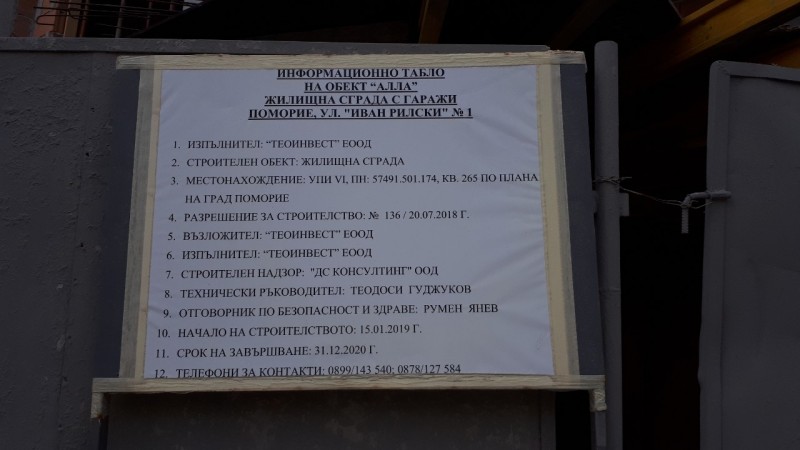 ИНФОРМАЦИОННО ТАБЛО
НА ОБЕКТ “АЛЛА”
ЖИЛИЩНА СГРАДА С ГАРАЖИ
ПОМОРИЕ, УЛ. "ИВАН РИЛСКИ" № 1
1. ИЗПЪЛНИТЕЛ: “ТЕОИНВЕСТ” ЕООД
2. СТРОИТЕЛЕН ОБЕКТ: ЖИЛИЩНА СГРАДА
3. МЕСТОНАХОЖДЕНИЕ: УПИ VI, ПН: 57491.501.174, КВ. 265 ПО ПЛАНА
НА ГРАД ПОМОРИЕ
4. РАЗРЕШЕНИЕ ЗА СТРОИТЕЛСТВО: № 136 / 20.07.2018 Г.
5. ВЪЗЛОЖИТЕЛ: “ТЕОИНВЕСТ” ЕООД
6. ИЗПЪЛНИТЕЛ: “ТЕОИНВЕСТ” ЕООД
7. СТРОИТЕЛЕН НАДЗОР: "ДС КОНСУЛТИНГ" ООД
8. ТЕХНИЧЕСКИ РЪКОВОДИТЕЛ: ТЕОДОСИ ГУДЖУКОВ
9. ОТГОВОРНИК ПО БЕЗОПАСНОСТ И ЗДРАВЕ: РУМЕН ЯНЕВ
10. НАЧАЛО НА СТРОИТЕЛСТВОТО: 15.01.2019 Г.
11. СРОК НА ЗАВЪРШВАНЕ: 31.12.2020 Г.
12. ТЕЛЕФОНИ ЗА КОНТАКТИ: 0899/143 540; 0878/127 584